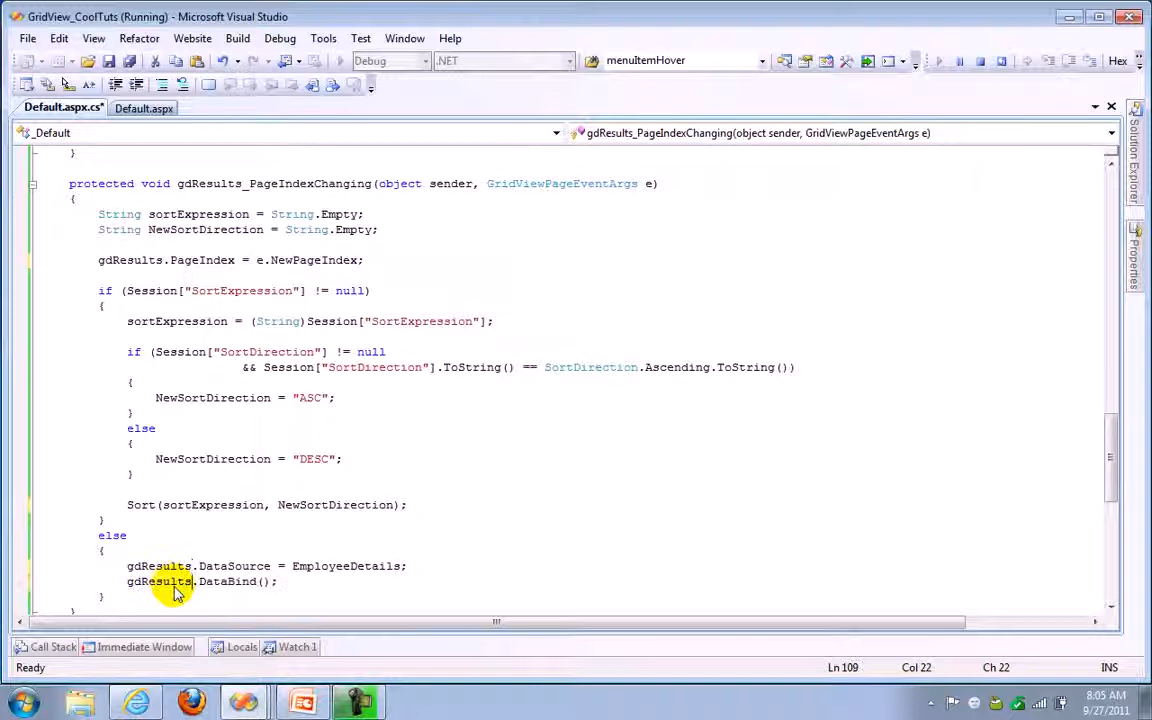 GridView_CoolTuts (Running) - Microsoft Visual Studio
File Edit View Refactor Website Build Debug Tools Test Window Help
Debug .NET menuItemHover Hex
Default.aspx.cs* Default.aspx
_Default gdResults_PageIndexChanging(object sender, GridViewPageEventArgs e)
}
protected void gdResults_PageIndexChanging(object sender, GridViewPageEventArgs e)
{
String sortExpression = String.Empty;
String NewSortDirection = String.Empty;
gdResults.PageIndex = e.NewPageIndex;
if (Session["SortExpression"] != null)
{
sortExpression = (String)Session["SortExpression"];
if (Session["SortDirection"] != null
&& Session["SortDirection"].ToString() == SortDirection.Ascending.ToString())
{
NewSortDirection = "ASC";
}
else
{
NewSortDirection = "DESC";
}
Sort(sortExpression, NewSortDirection);
}
else
{
gdResults.DataSource = EmployeeDetails;
gdResults.DataBind();
}
}
Solution Explorer
Properties
Call Stack Immediate Window Locals Watch 1
Ready Ln 109 Col 22 Ch 22 INS
8:05 AM
9/27/2011